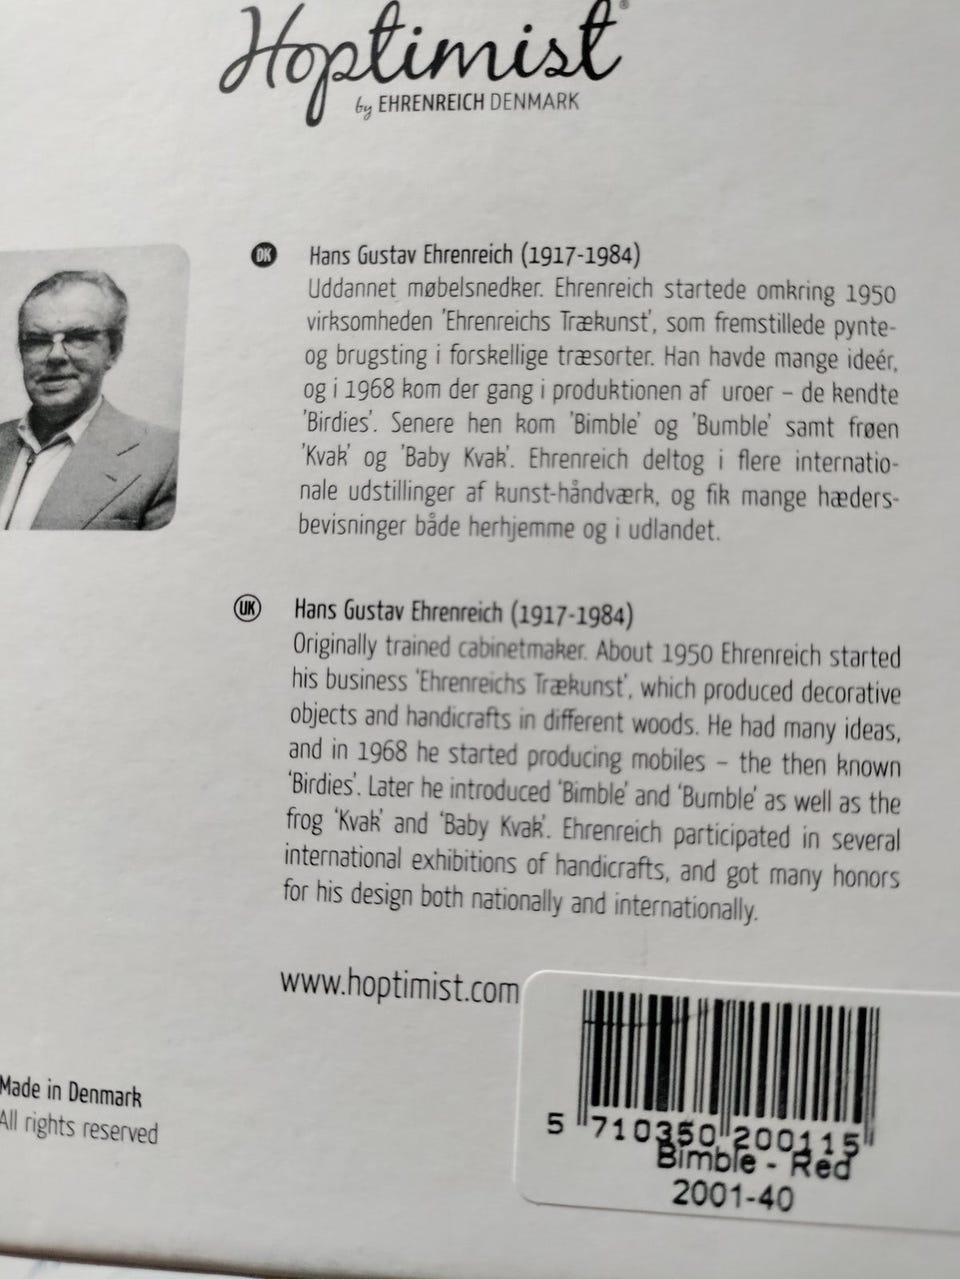 Hoptimist®
by EHRENREICH DENMARK
DK Hans Gustav Ehrenreich (1917-1984)
Uddannet møbelsnedker. Ehrenreich startede omkring 1950
virksomheden 'Ehrenreichs Trækunst', som fremstillede pynte-
og brugsting i forskellige træsorter. Han havde mange ideér,
og i 1968 kom der gang i produktionen af uroer – de kendte
'Birdies'. Senere hen kom 'Bimble' og 'Bumble' samt frøen
'Kvak' og 'Baby Kvak'. Ehrenreich deltog i flere internatio-
nale udstillinger af kunst-håndværk, og fik mange hæders-
bevisninger både herhjemme og i udlandet.
UK Hans Gustav Ehrenreich (1917-1984)
Originally trained cabinetmaker. About 1950 Ehrenreich started
his business 'Ehrenreichs Trækunst', which produced decorative
objects and handicrafts in different woods. He had many ideas,
and in 1968 he started producing mobiles – the then known
'Birdies'. Later he introduced 'Bimble' and 'Bumble' as well as the
frog 'Kvak' and 'Baby Kvak'. Ehrenreich participated in several
international exhibitions of handicrafts, and got many honors
for his design both nationally and internationally.
www.hoptimist.com
Made in Denmark
All rights reserved
5 710350 200115
Bimble - Red
2001-40